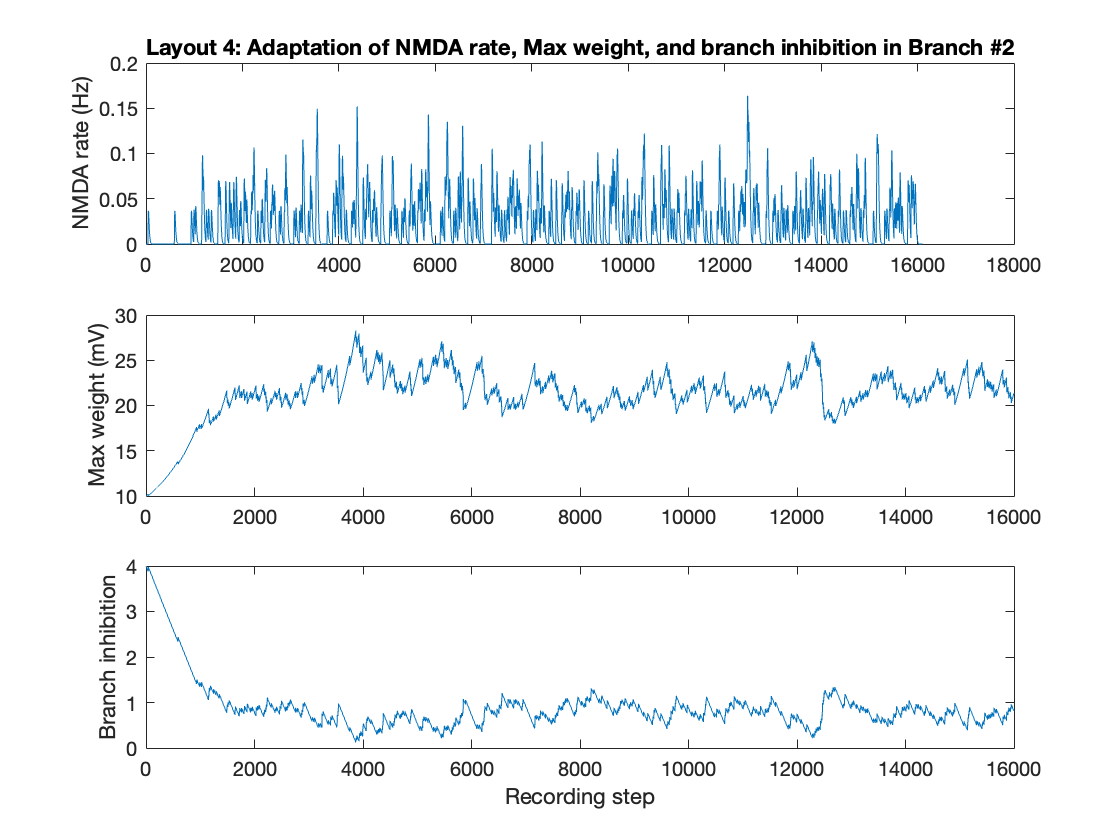 Layout 4: Adaptation of NMDA rate, Max weight, and branch inhibition in Branch #2
NMDA rate (Hz)
0.2
0.15
0.1
0.05
0
0 2000 4000 6000 8000 10000 12000 14000 16000 18000
Max weight (mV)
30
25
20
15
10
0 2000 4000 6000 8000 10000 12000 14000 16000
Branch inhibition
4
3
2
1
0
0 2000 4000 6000 8000 10000 12000 14000 16000
Recording step